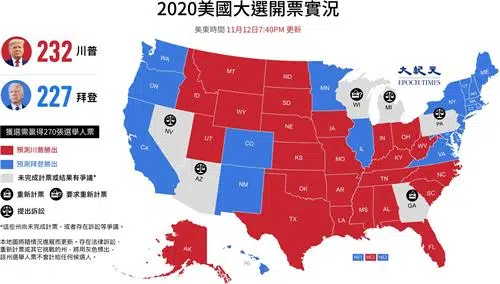 2020美國大選開票實況
美東時間 11月12日7:40PM 更新
232 川普
227 拜登
獲選需贏得270張選舉人票
預測川普勝出
預測拜登勝出
未完成計票或結果有爭議*
重新計票
要求重新計票
提出訴訟
*這些州尚未完成計票，或者存在訴訟等爭議。
本地圖將隨情況進展而更新。存在法律訴訟、
重新計票或其它挑戰的州，將用灰色標出，
該州選舉人票不會計給任何候選人。
大紀元
EPOCH TIMES
WA
OR
CA
NV
ID
MT
WY
UT
AZ
CO
NM
ND
SD
NE
KS
OK
TX
MN
IA
MO
AR
LA
WI
IL
MI
IN
OH
KY
TN
MS
AL
GA
FL
SC
NC
VA
WV
PA
NY
AK
HI